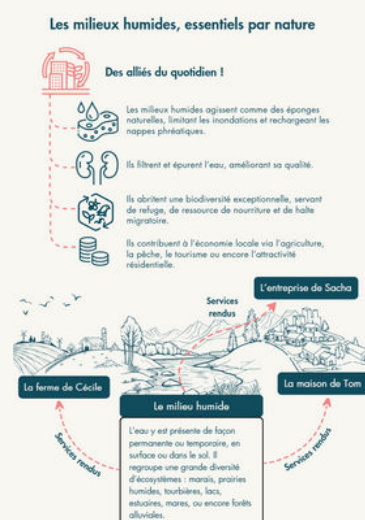 Les milieux humides, essentiels par nature
Des alliés du quotidien !
Les milieux humides agissent comme des éponges
naturelles, limitant les inondations et rechargeant les
nappes phréatiques.
Ils filtrent et épurent l'eau, améliorant sa qualité.
Ils abritent une biodiversité exceptionnelle, servant
de refuge, de ressource de nourriture et de halte
migratoire.
Ils contribuent à l'économie locale via l'agriculture,
la pêche, le tourisme ou encore l'attractivité
résidentielle.
L'entreprise de Sacha
Services
rendus
La ferme de Cécile
La maison de Tom
Le milieu humide
L'eau y est présente de façon
permanente ou temporaire, en
surface ou dans le sol. Il
regroupe une grande diversité
d'écosystèmes : marais, prairies
humides, tourbières, lacs,
estuaires, mares, ou encore forêts
alluviales.
Services rendus
Services rendus